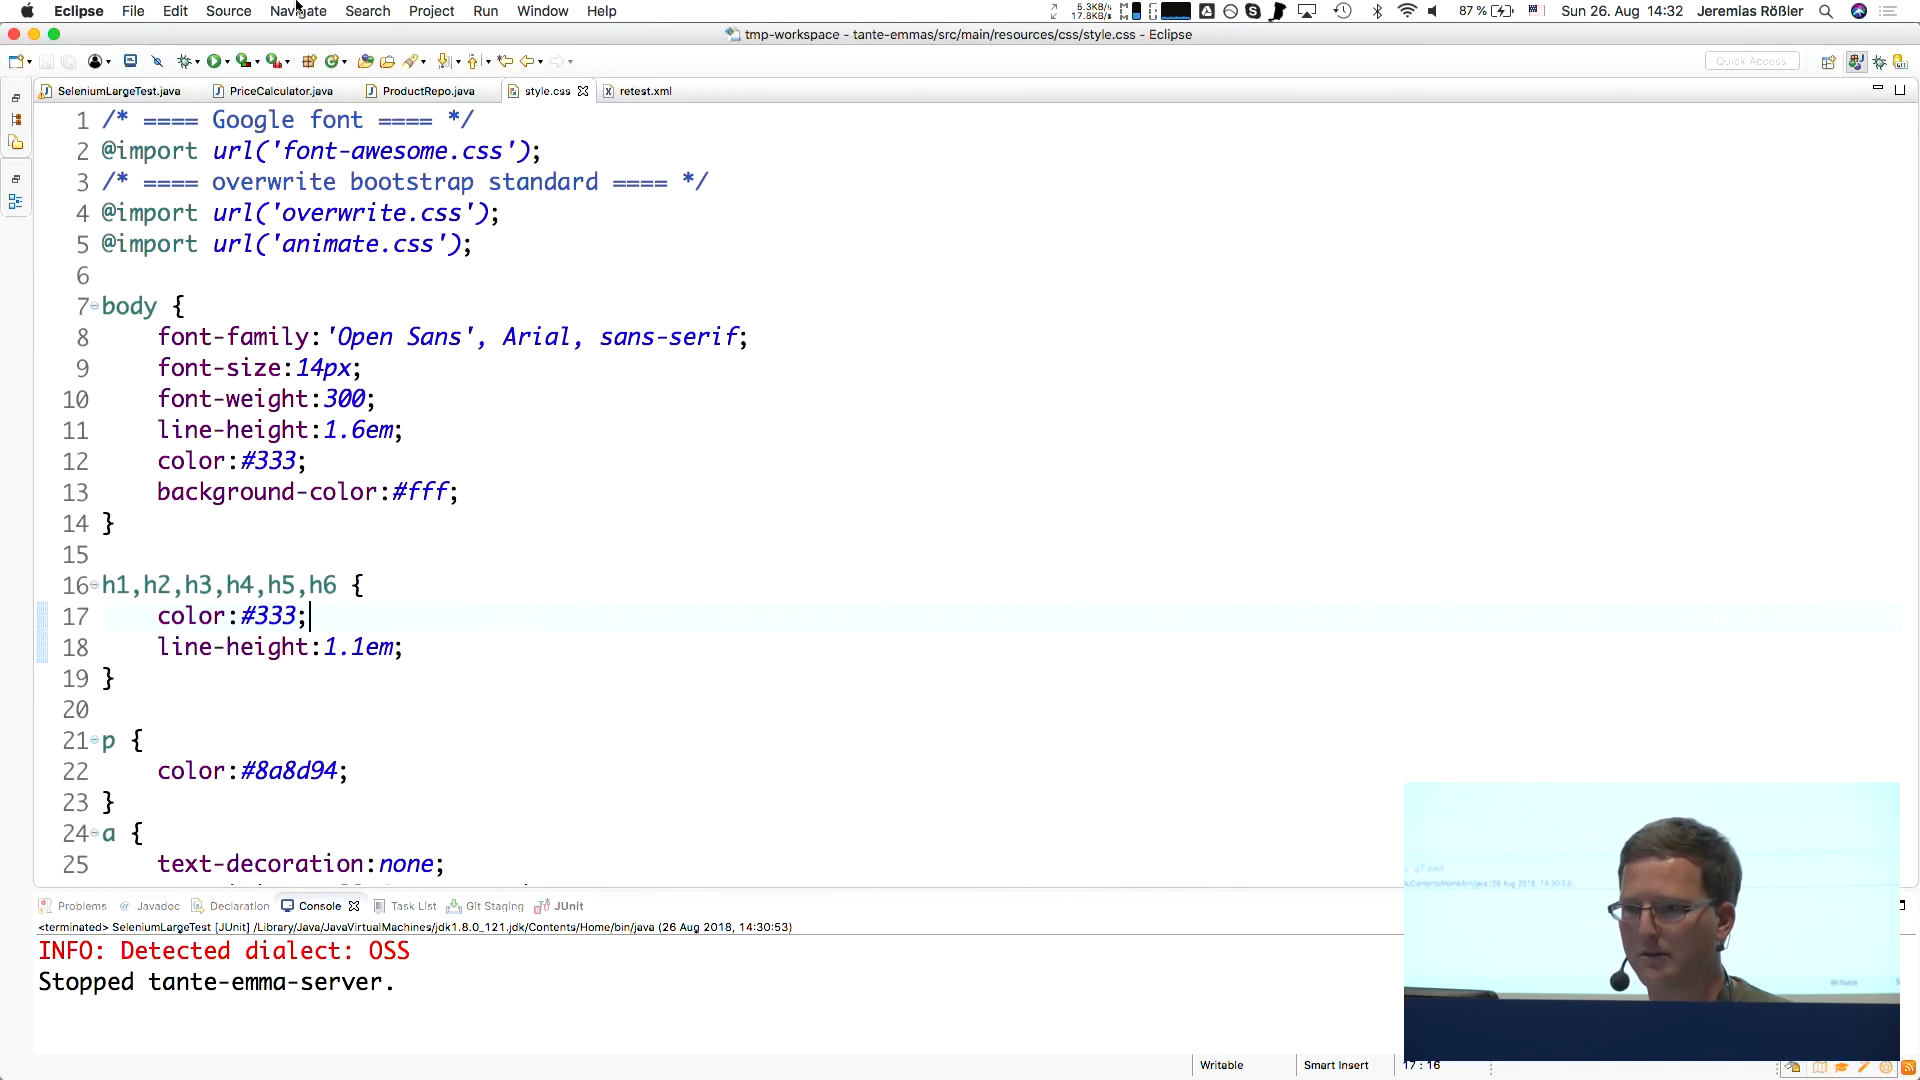 Eclipse File Edit Source Navigate Search Project Run Window Help
5.3KB/s
17.8KB/s
87 % Sun 26. Aug 14:32 Jeremias Rößler
tmp-workspace - tante-emmas/src/main/resources/css/style.css - Eclipse
Quick Access
SeleniumLargeTest.java PriceCalculator.java ProductRepo.java style.css retest.xml
1 /* ==== Google font ==== */
2 @import url('font-awesome.css');
3 /* ==== overwrite bootstrap standard ==== */
4 @import url('overwrite.css');
5 @import url('animate.css');
6
7 body {
8 font-family:'Open Sans', Arial, sans-serif;
9 font-size:14px;
10 font-weight:300;
11 line-height:1.6em;
12 color:#333;
13 background-color:#fff;
14 }
15
16 h1,h2,h3,h4,h5,h6 {
17 color:#333;
18 line-height:1.1em;
19 }
20
21 p {
22 color:#8a8d94;
23 }
24 a {
25 text-decoration:none;
Problems @ Javadoc Declaration Console Task List Git Staging JUnit
<terminated> SeleniumLargeTest [JUnit] /Library/Java/JavaVirtualMachines/jdk1.8.0_121.jdk/Contents/Home/bin/java (26 Aug 2018, 14:30:53)
INFO: Detected dialect: OSS
Stopped tante-emma-server.
Writable Smart Insert 17 : 16